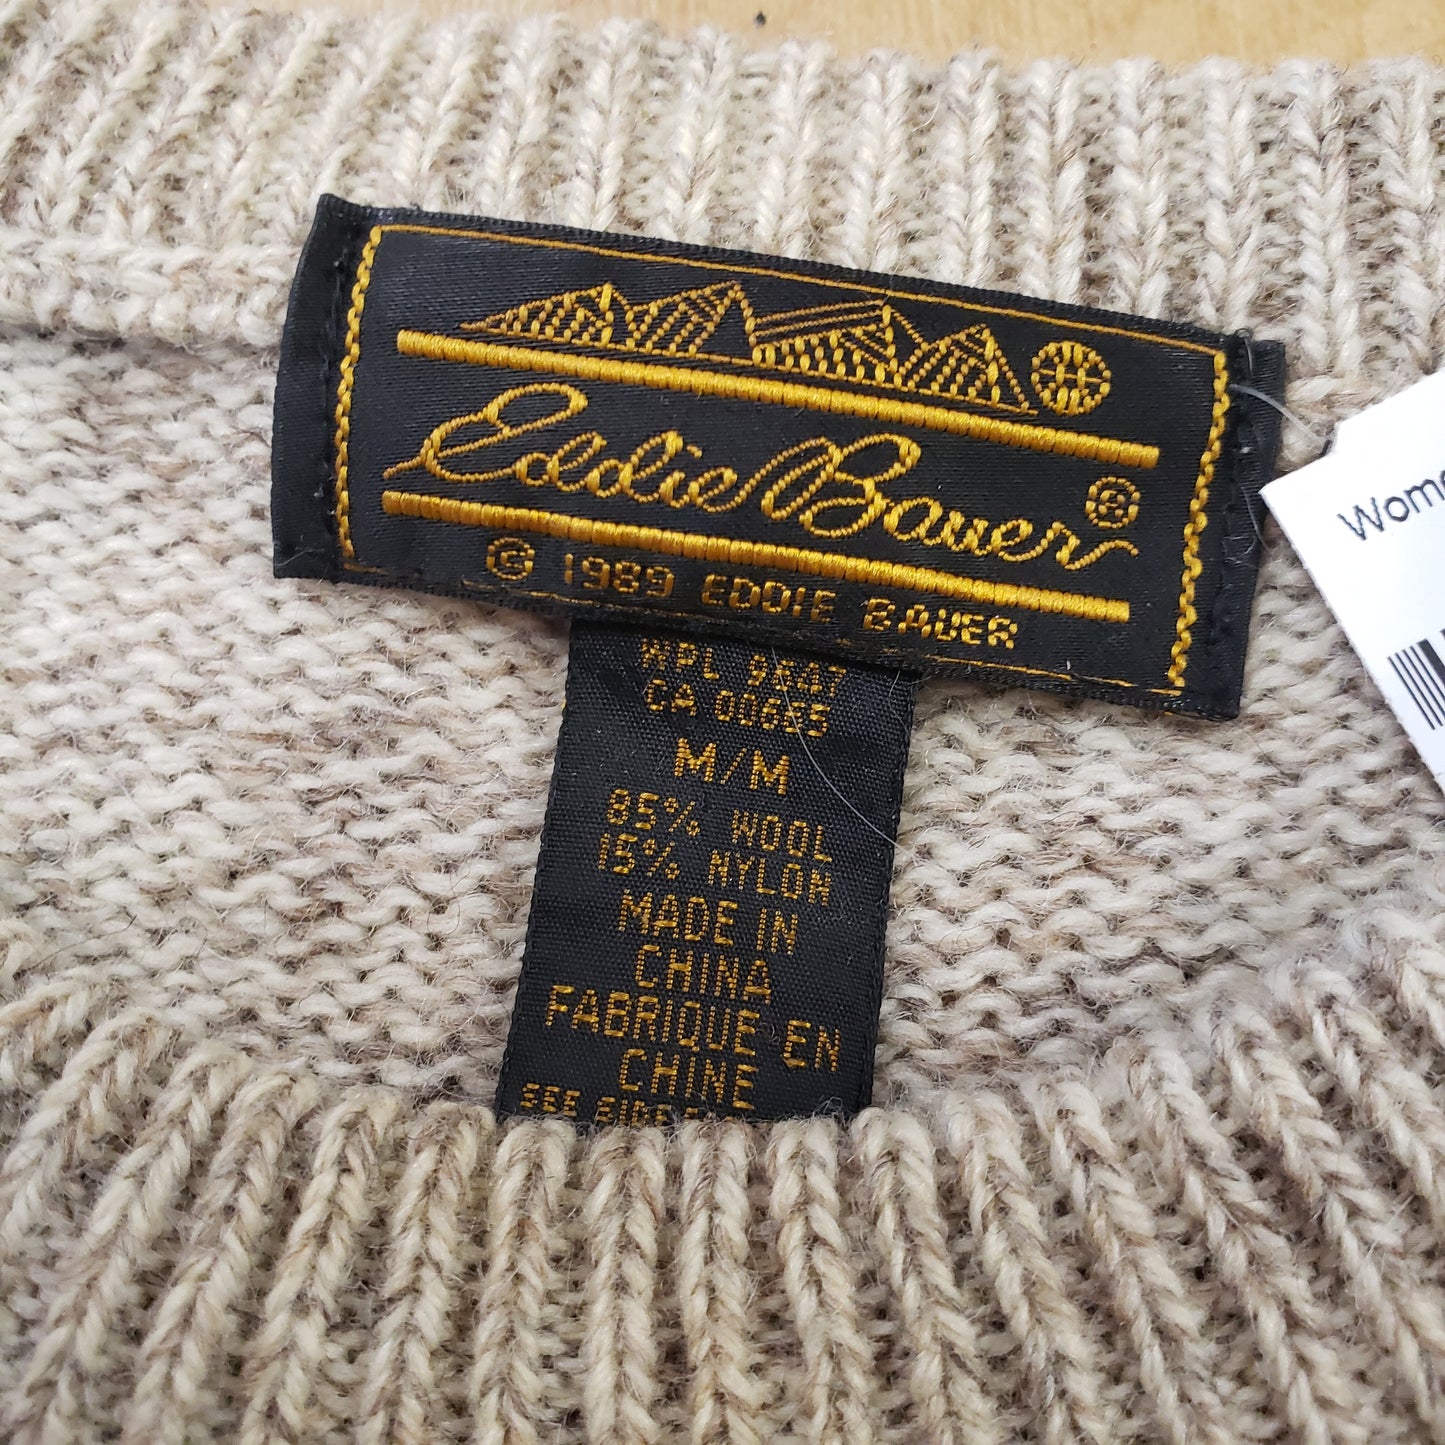 Eddie Bauer ®
© 1989 EDDIE BAUER
WPL 9547
CA 00655
M/M
85% WOOL
15% NYLON
MADE IN
CHINA
FABRIQUE EN
CHINE
SEE